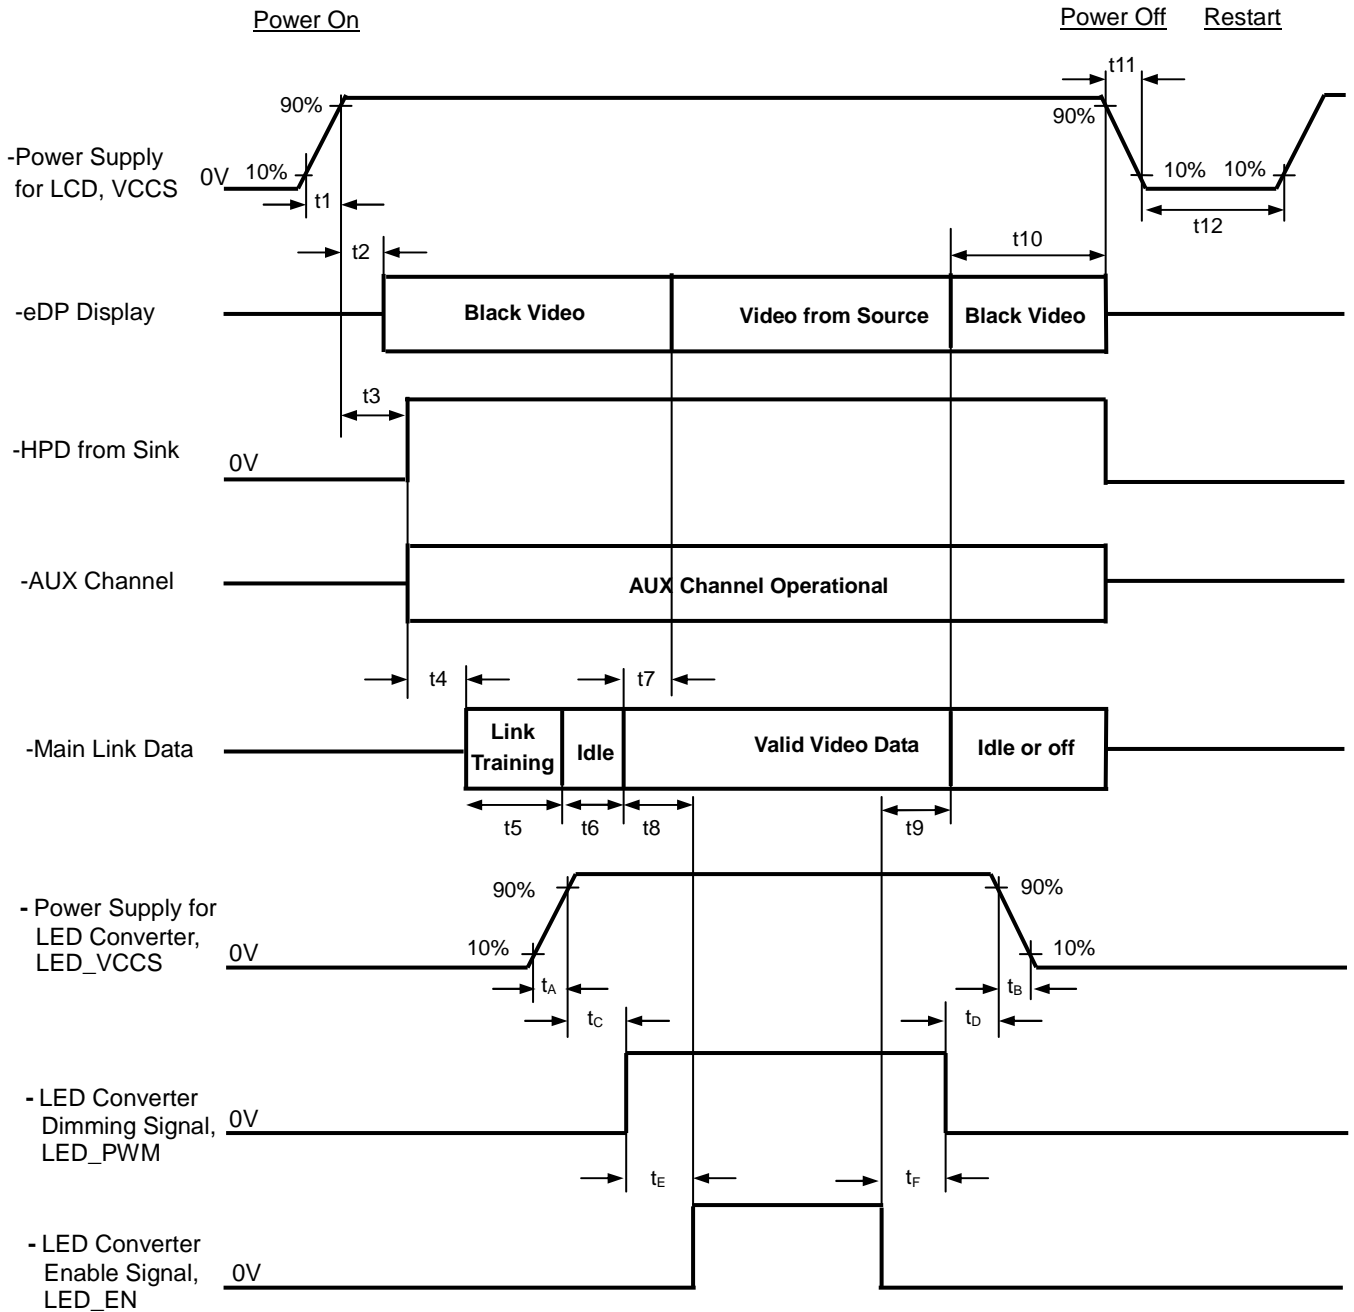 Power On
Power Off
Restart
t11
90%
90%
-Power Supply
for LCD, VCCS
0V
10%
10%
10%
t1
t12
t2
t10
-eDP Display
Black Video
Video from Source
Black Video
t3
-HPD from Sink
0V
-AUX Channel
AUX Channel Operational
t4
t7
-Main Link Data
Link
Training
Idle
Valid Video Data
Idle or off
t5
t6
t8
t9
90%
90%
- Power Supply for
LED Converter,
LED_VCCS
0V
10%
10%
tA
tB
tC
tD
- LED Converter
Dimming Signal,
LED_PWM
0V
tE
tF
- LED Converter
Enable Signal,
LED_EN
0V